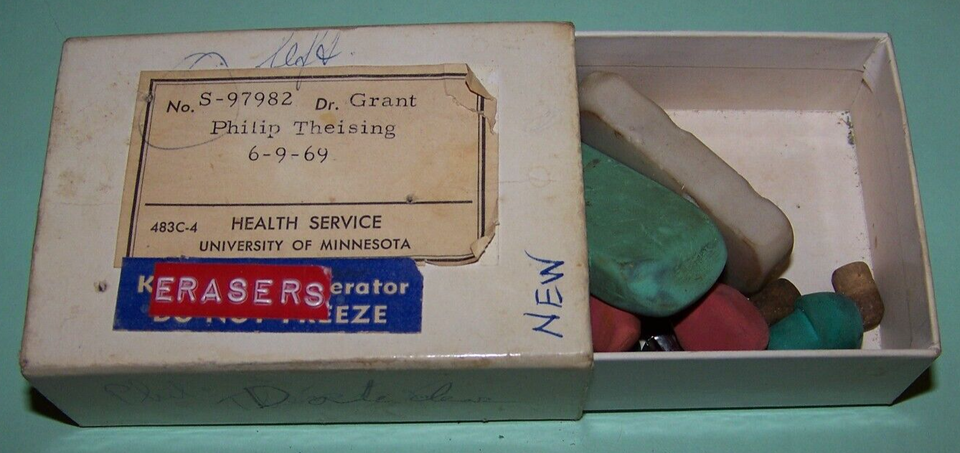 No. S-97982 Dr. Grant
Philip Theising
6-9-69
483C-4 HEALTH SERVICE
UNIVERSITY OF MINNESOTA
K erator
ERASERS
DO NOT FREEZE
NEW